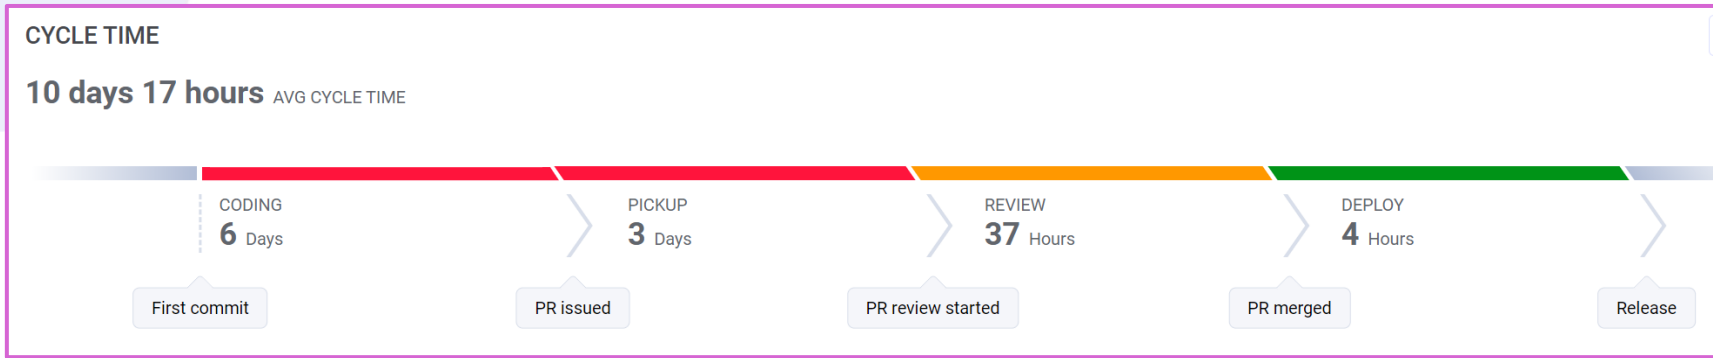 CYCLE TIME
10 days 17 hours AVG CYCLE TIME
CODING
6 Days
PICKUP
3 Days
REVIEW
37 Hours
DEPLOY
4 Hours
First commit
PR issued
PR review started
PR merged
Release